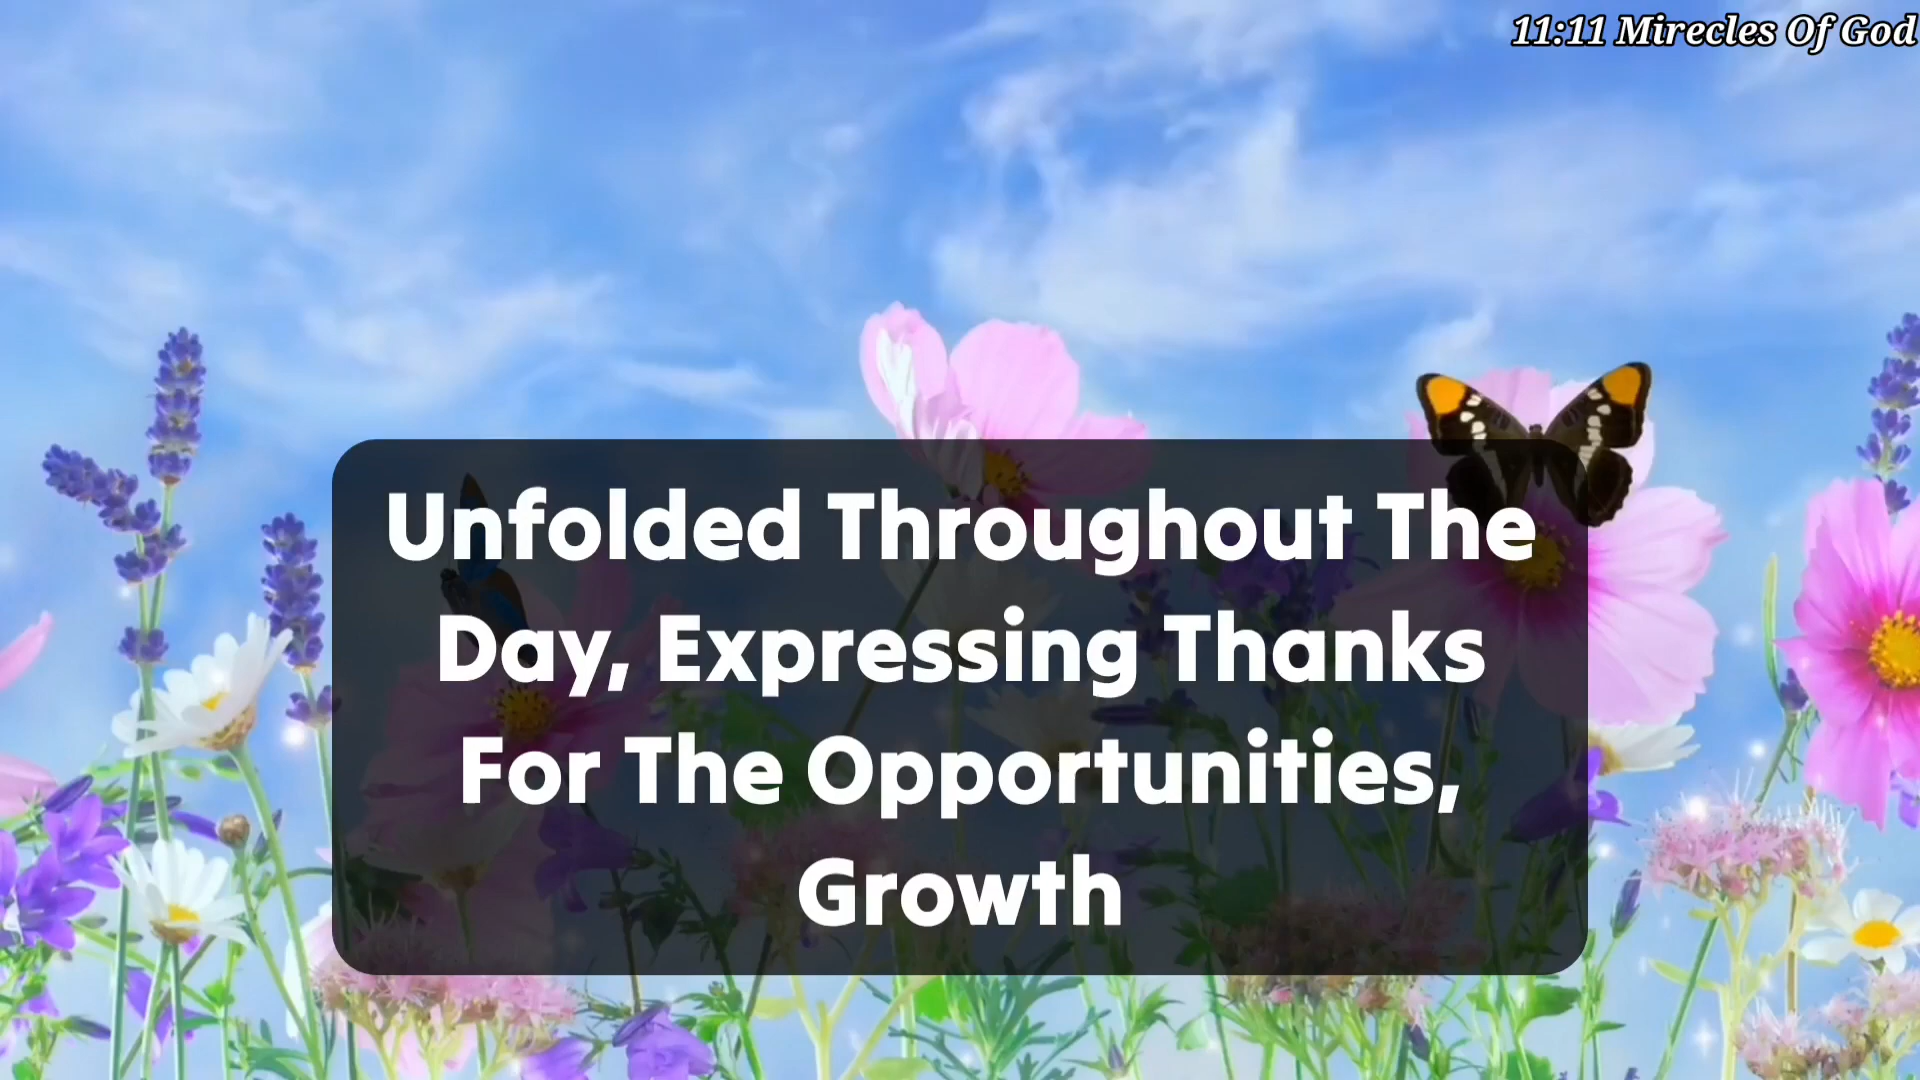 11:11 Mirecles Of God
Unfolded Throughout The
Day, Expressing Thanks
For The Opportunities,
Growth